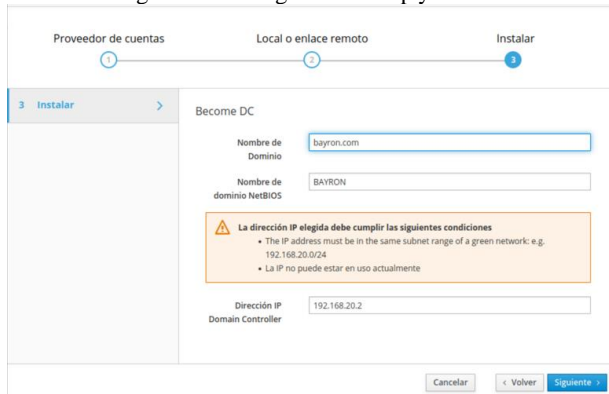 Proveedor de cuentas
Local o enlace remoto
Instalar
1
2
3
3 Instalar
Become DC
Nombre de
Dominio
bayron.com
Nombre de
dominio NetBIOS
BAYRON
La dirección IP elegida debe cumplir las siguientes condiciones
• The IP address must be in the same subnet range of a green network: e.g.
192.168.20.0/24
• La IP no puede estar en uso actualmente
Dirección IP
Domain Controller
192.168.20.2
Cancelar
< Volver
Siguiente >